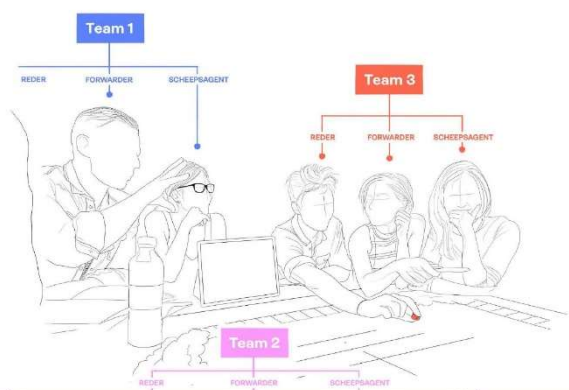 Team 1
REDER FORWARDER SCHEEPSAGENT
Team 3
REDER FORWARDER SCHEEPSAGENT
Team 2
REDER FORWARDER SCHEEPSAGENT